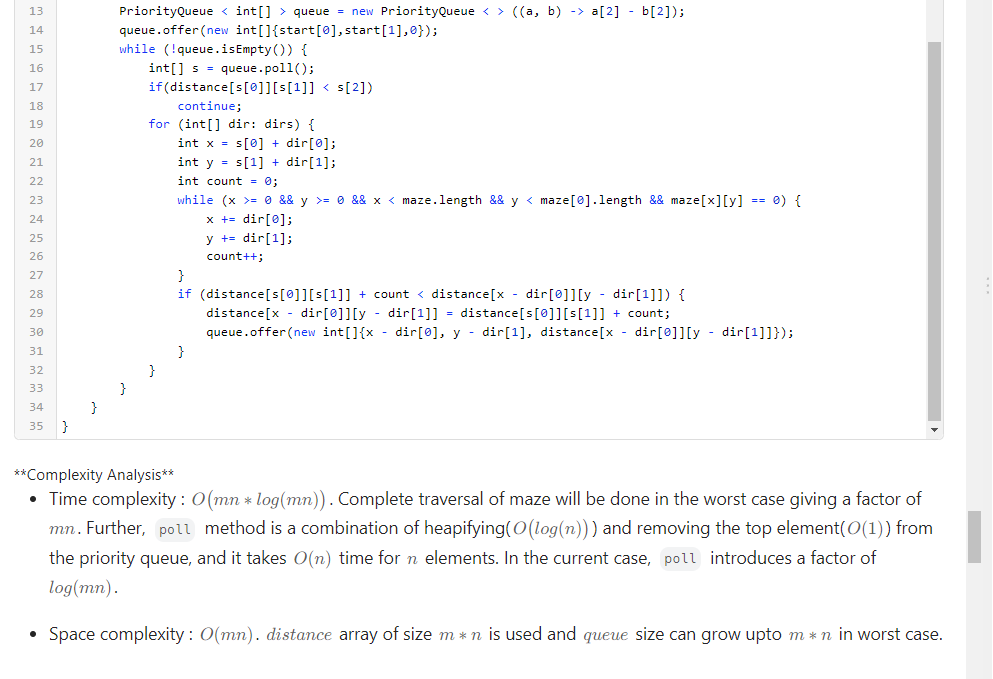 13 PriorityQueue < int[] > queue = new PriorityQueue < > ((a, b) -> a[2] - b[2]);
14 queue.offer(new int[]{start[0],start[1],0});
15 while (!queue.isEmpty()) {
16 int[] s = queue.poll();
17 if(distance[s[0]][s[1]] < s[2])
18 continue;
19 for (int[] dir: dirs) {
20 int x = s[0] + dir[0];
21 int y = s[1] + dir[1];
22 int count = 0;
23 while (x >= 0 && y >= 0 && x < maze.length && y < maze[0].length && maze[x][y] == 0) {
24 x += dir[0];
25 y += dir[1];
26 count++;
27 }
28 if (distance[s[0]][s[1]] + count < distance[x - dir[0]][y - dir[1]]) {
29 distance[x - dir[0]][y - dir[1]] = distance[s[0]][s[1]] + count;
30 queue.offer(new int[]{x - dir[0], y - dir[1], distance[x - dir[0]][y - dir[1]]});
31 }
32 }
33 }
34 }
35 }
**Complexity Analysis**
• Time complexity : O(mn * log(mn)). Complete traversal of maze will be done in the worst case giving a factor of
mn. Further, poll method is a combination of heapifying(O(log(n))) and removing the top element(O(1)) from
the priority queue, and it takes O(n) time for n elements. In the current case, poll introduces a factor of
log(mn).
• Space complexity : O(mn). distance array of size m * n is used and queue size can grow upto m * n in worst case.